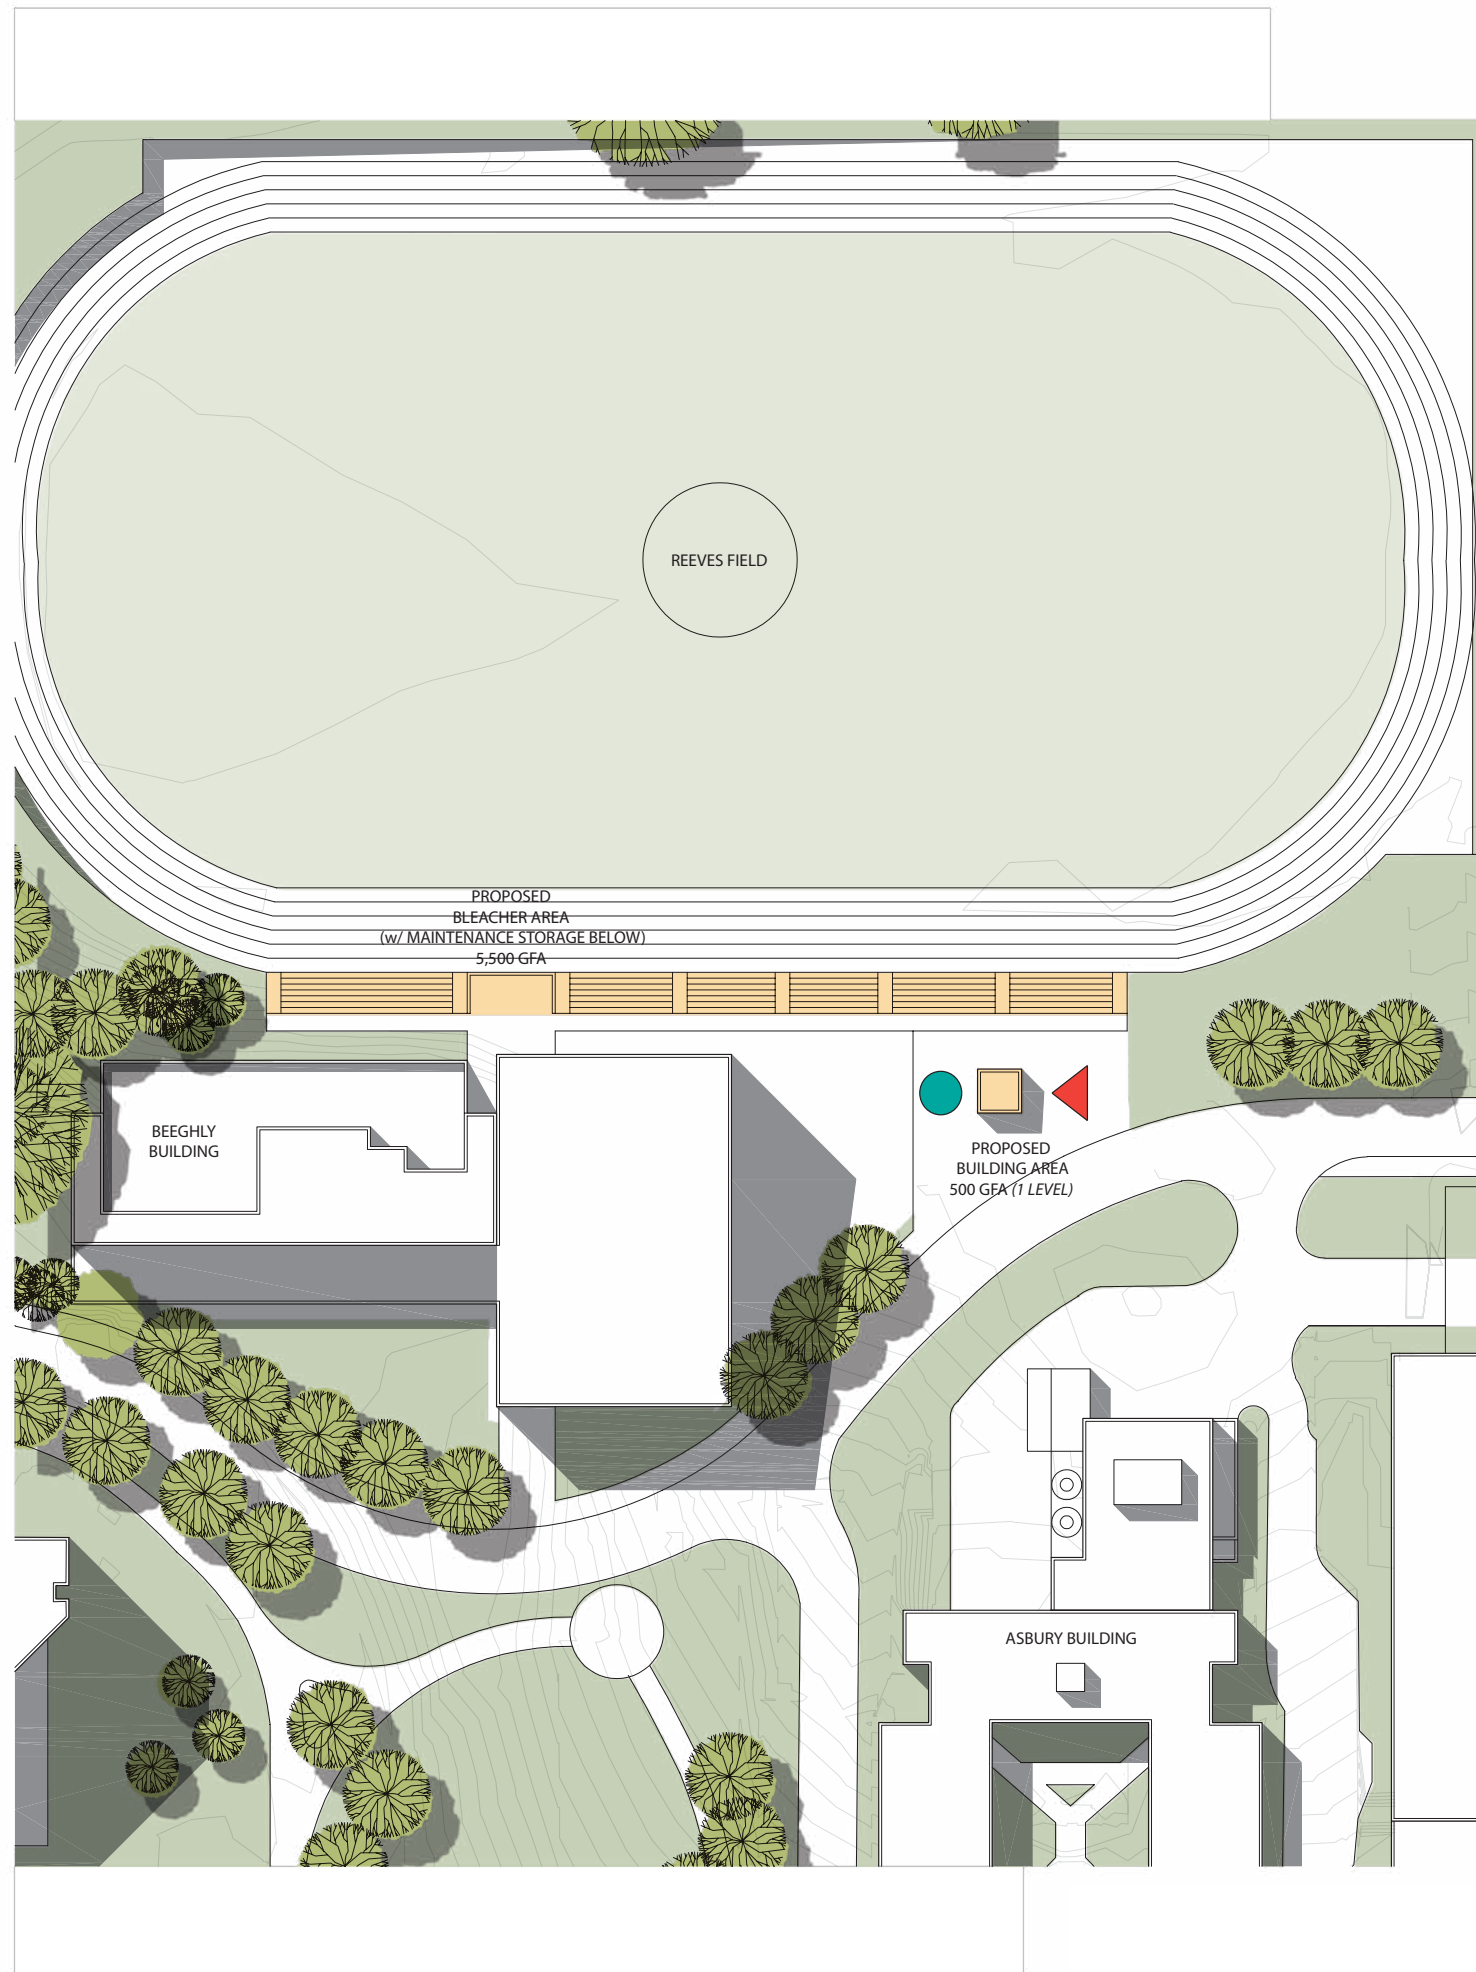 REEVES FIELD
PROPOSED
BLEACHER AREA
(w/ MAINTENANCE STORAGE BELOW)
5,500 GFA
BEEGHLY
BUILDING
PROPOSED
BUILDING AREA
500 GFA (1 LEVEL)
ASBURY BUILDING